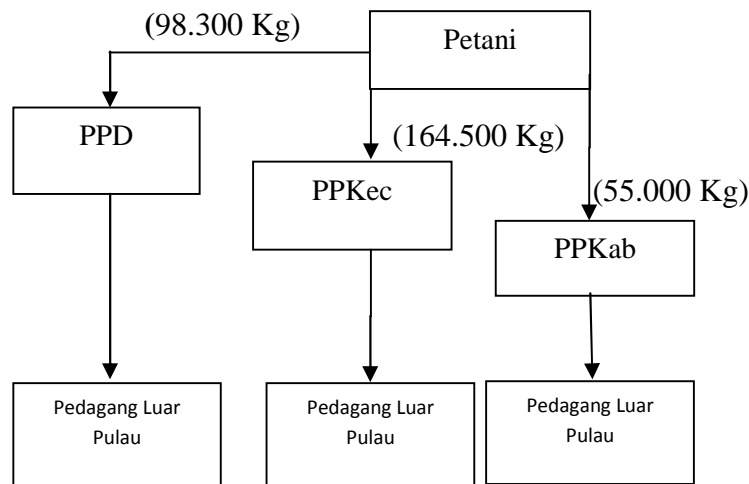 (98.300 Kg)
Petani
PPD
(164.500 Kg)
PPKec
(55.000 Kg)
PPKab
Pedagang Luar
Pulau
Pedagang Luar
Pulau
Pedagang Luar
Pulau